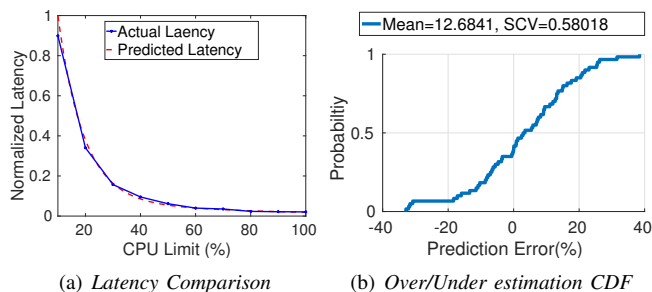 Actual Laency
Predicted Latency
Normalized Latency
1
0.8
0.6
0.4
0.2
0
20 40 60 80 100
CPU Limit (%)
(a) Latency Comparison
Mean=12.6841, SCV=0.58018
Probabiltiy
1
0.5
0
-40 -20 0 20 40
Prediction Error(%)
(b) Over/Under estimation CDF